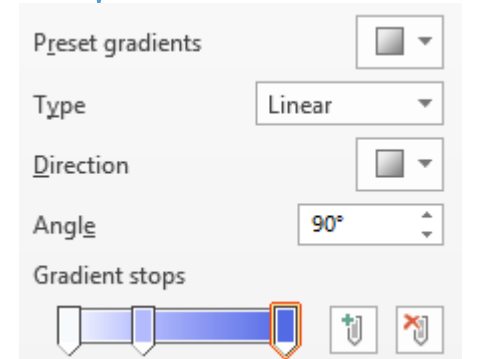 Preset gradients
Type Linear
Direction
Angle 90°
Gradient stops